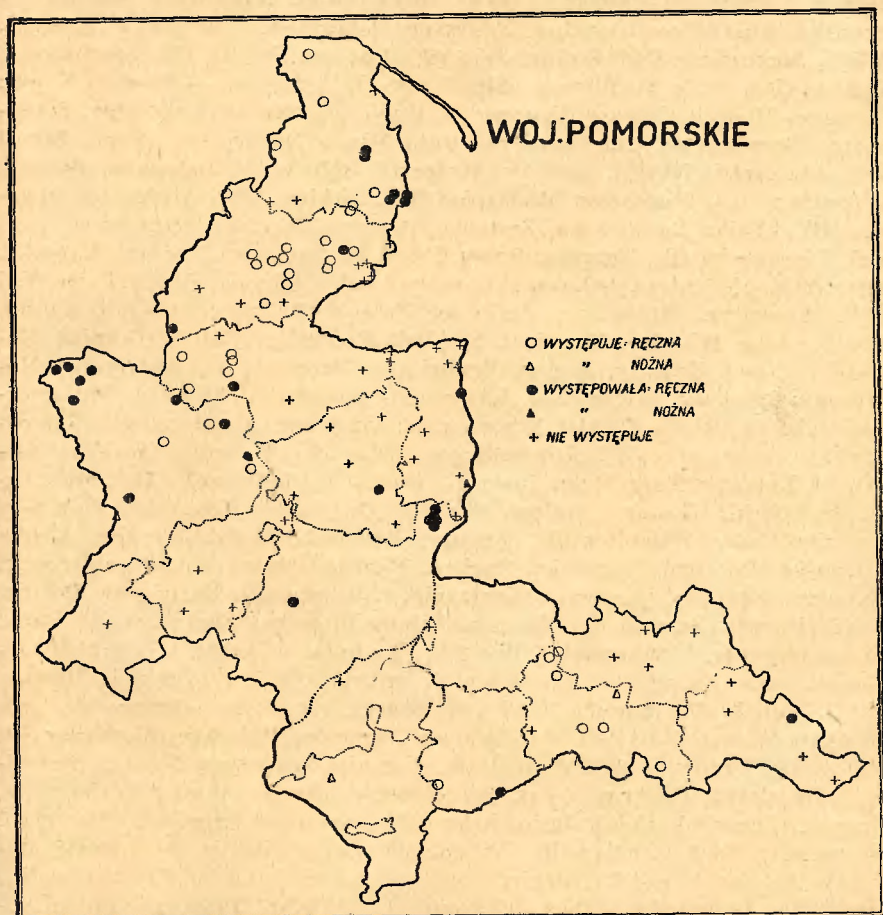 WOJ. POMORSKIE
○ WYSTĘPUJE: RĘCZNA
△ " NOŻNA
● WYSTĘPOWAŁA: RĘCZNA
▲ " NOŻNA
+ NIE WYSTĘPUJE